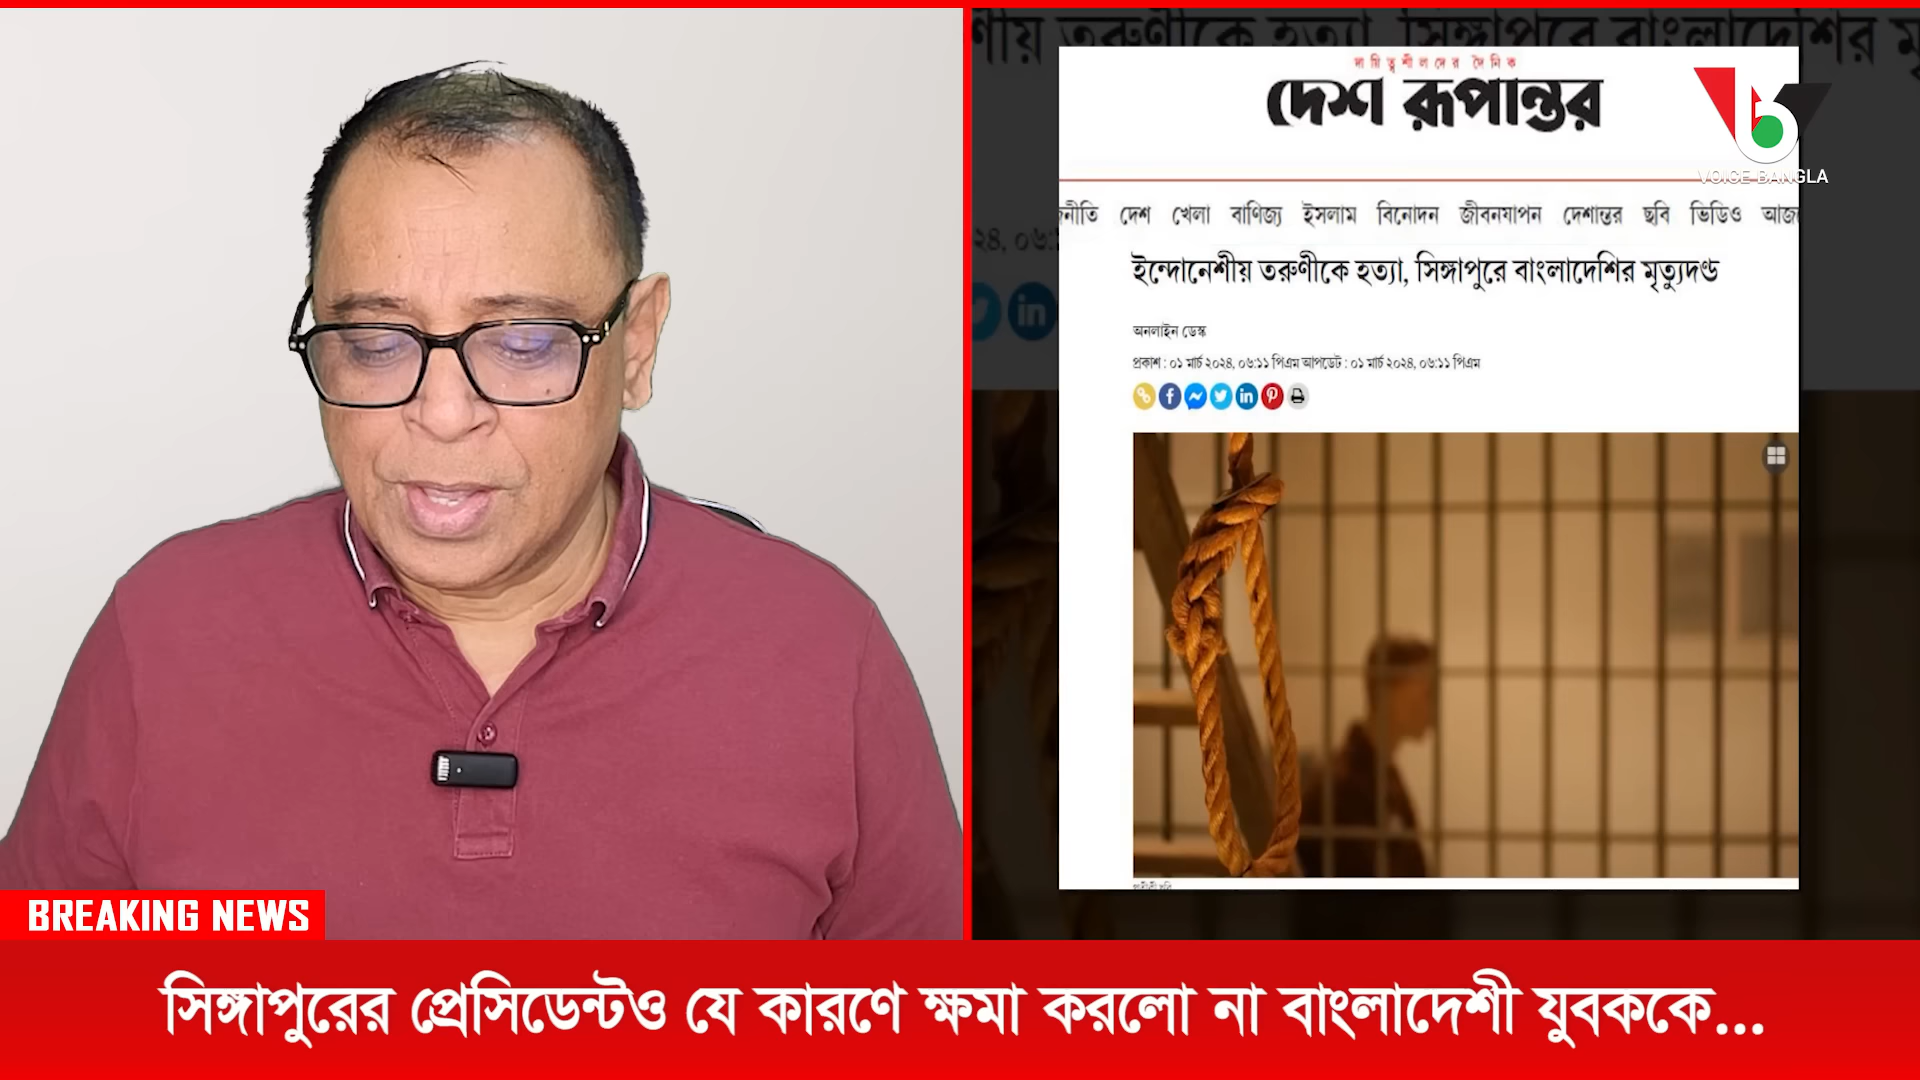 দায়িত্বশীলদের দৈনিক
দেশ রূপান্তর
VOICE BANGLA
দেশ খেলা বাণিজ্য ইসলাম বিনোদন জীবনযাপন দেশান্তর ছবি ভিডিও
ইন্দোনেশীয় তরুণীকে হত্যা, সিঙ্গাপুরে বাংলাদেশির মৃত্যুদণ্ড
অনলাইন ডেস্ক
প্রকাশ : ০১ মার্চ ২০২৪, ০৬:১১ পিএম আপডেট : ০১ মার্চ ২০২৪, ০৬:১১ পিএম
BREAKING NEWS
সিঙ্গাপুরের প্রেসিডেন্টও যে কারণে ক্ষমা করলো না বাংলাদেশী যুবককে...